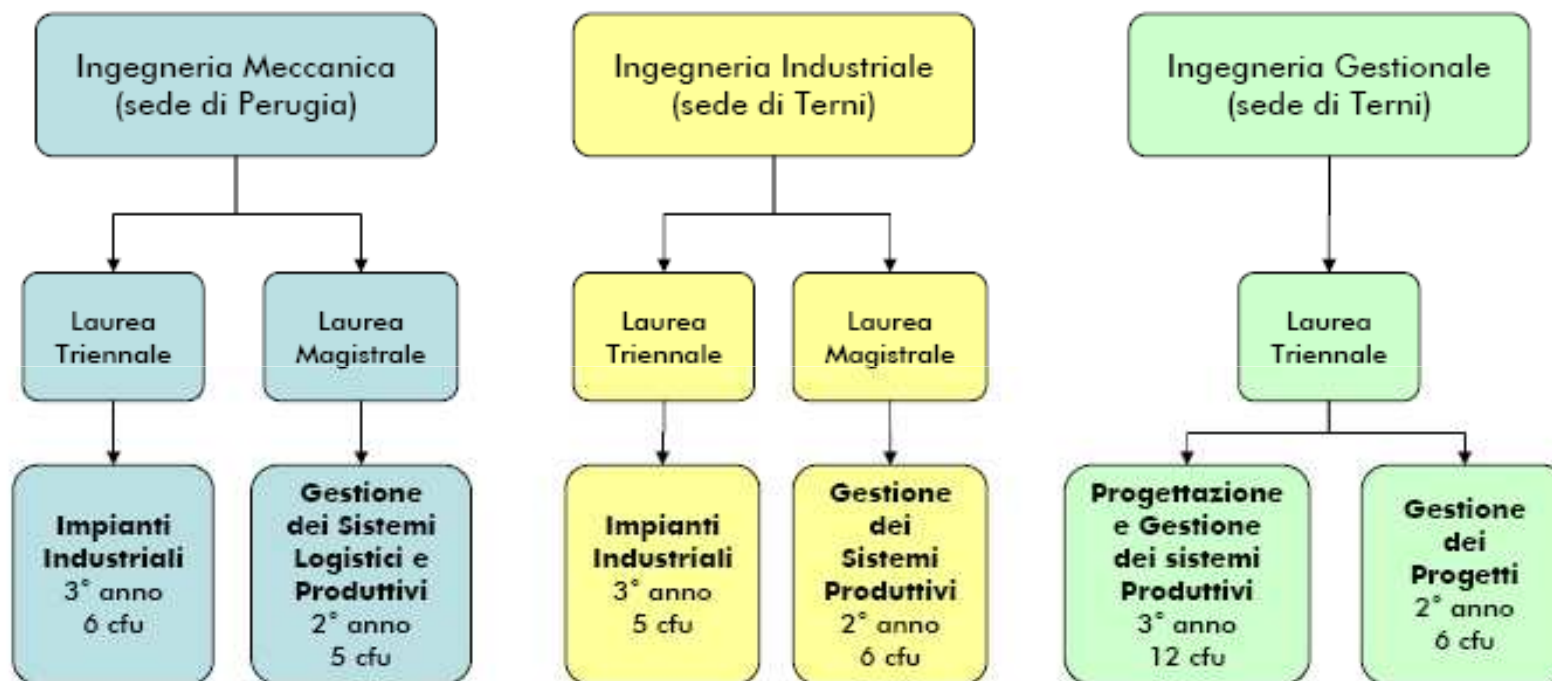 Ingegneria Meccanica
(sede di Perugia)
Ingegneria Industriale
(sede di Terni)
Ingegneria Gestionale
(sede di Terni)
Laurea
Triennale
Laurea
Magistrale
Laurea
Triennale
Laurea
Magistrale
Laurea
Triennale
Impianti
Industriali
3° anno
6 cfu
Gestione
dei Sistemi
Logistici e
Produttivi
2° anno
5 cfu
Impianti
Industriali
3° anno
5 cfu
Gestione
dei
Sistemi
Produttivi
2° anno
6 cfu
Progettazione
e Gestione
dei sistemi
Produttivi
3° anno
12 cfu
Gestione
dei
Progetti
2° anno
6 cfu